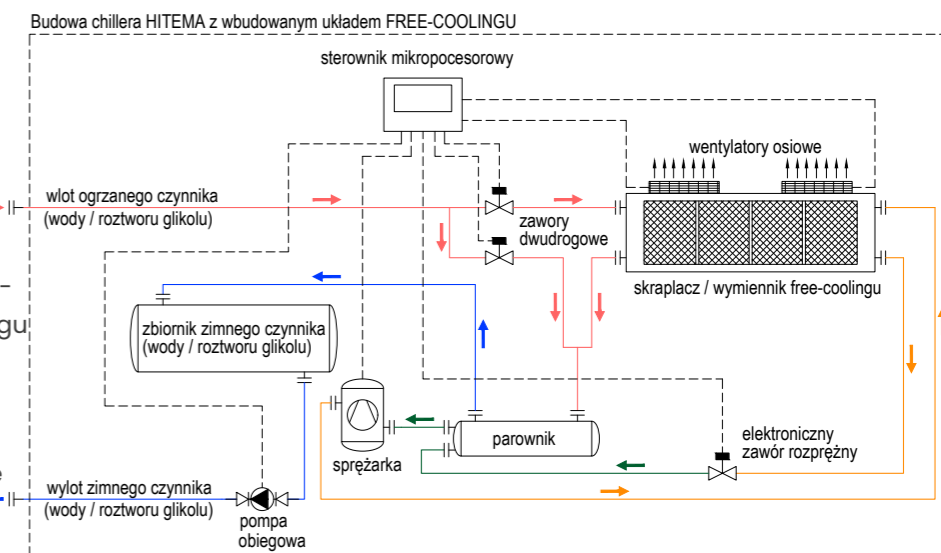 Budowa chillera HITEMA z wbudowanym układem FREE-COOLINGU
sterownik mikropocesorowy
wentylatory osiowe
wlot ogrzanego czynnika
(wody / roztworu glikolu)
zawory
dwudrogowe
skraplacz / wymiennik free-coolingu
-
gu
zbiornik zimnego czynnika
(wody / roztworu glikolu)
parownik
elektroniczny
zawór rozprężny
sprężarka
e
wylot zimnego czynnika
(wody / roztworu glikolu)
pompa
obiegowa